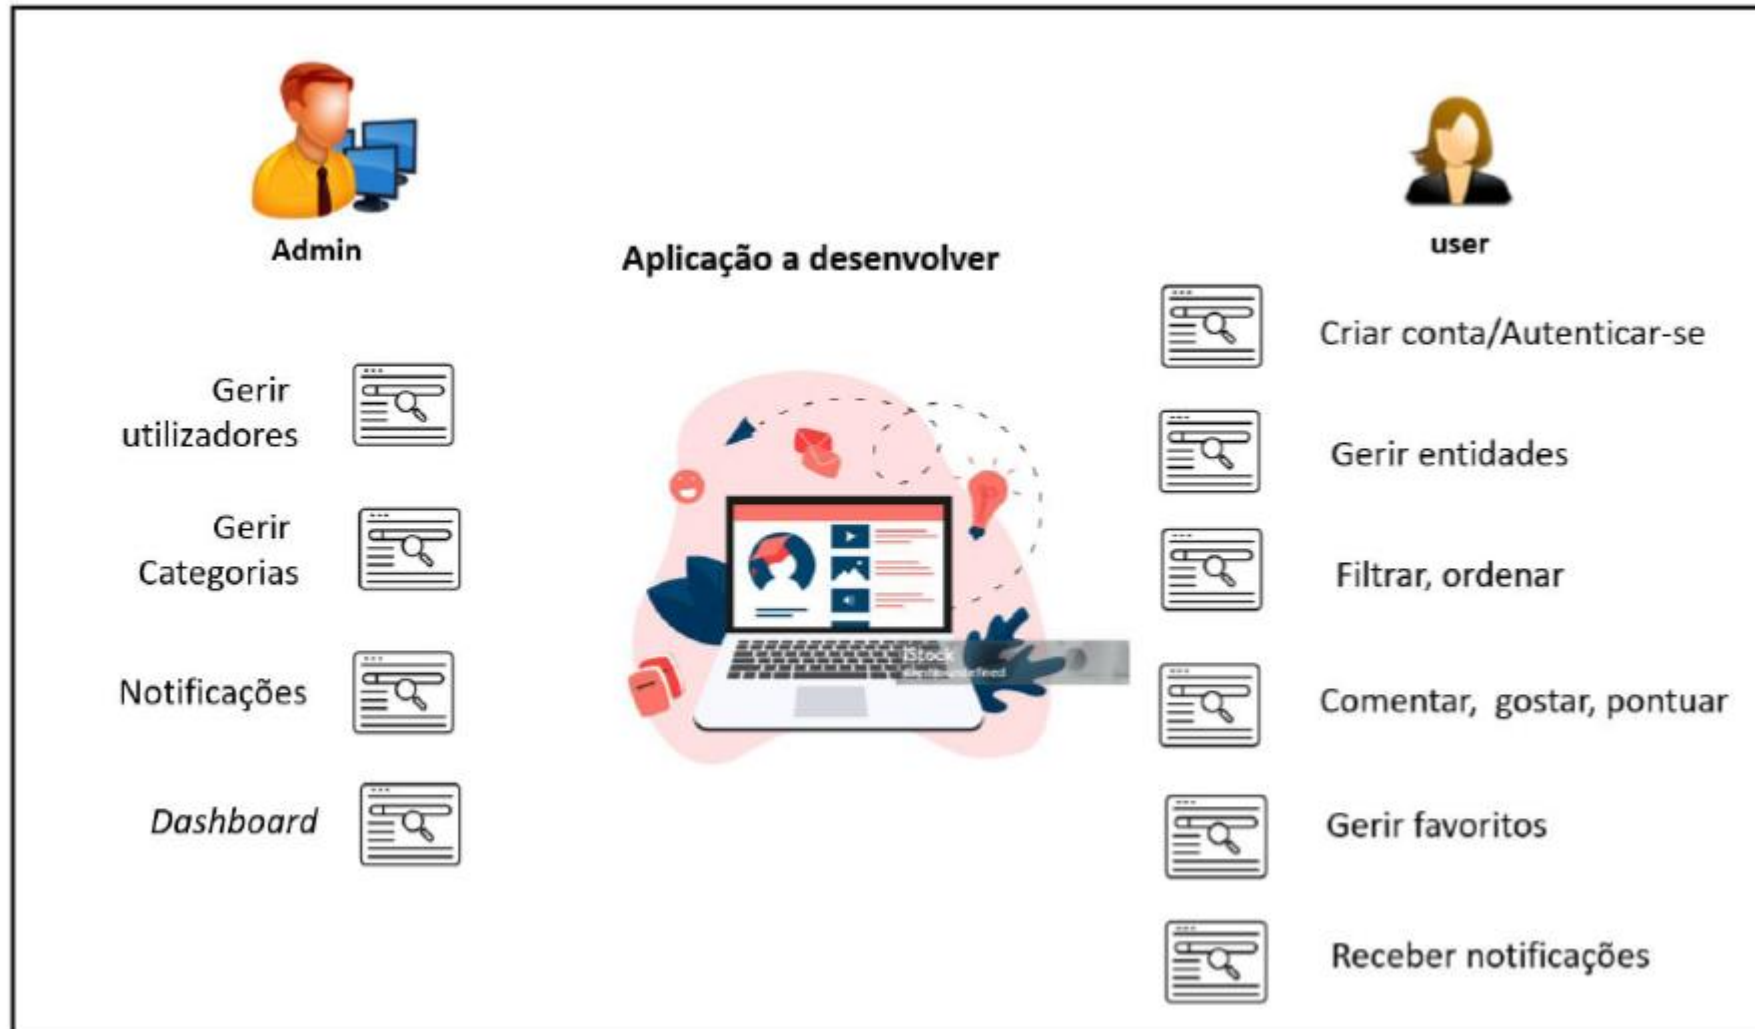 Admin
Aplicação a desenvolver
user
Gerir
utilizadores
Gerir
Categorias
Notificações
Dashboard
iStock
Criar conta/Autenticar-se
Gerir entidades
Filtrar, ordenar
Comentar, gostar, pontuar
Gerir favoritos
Receber notificações